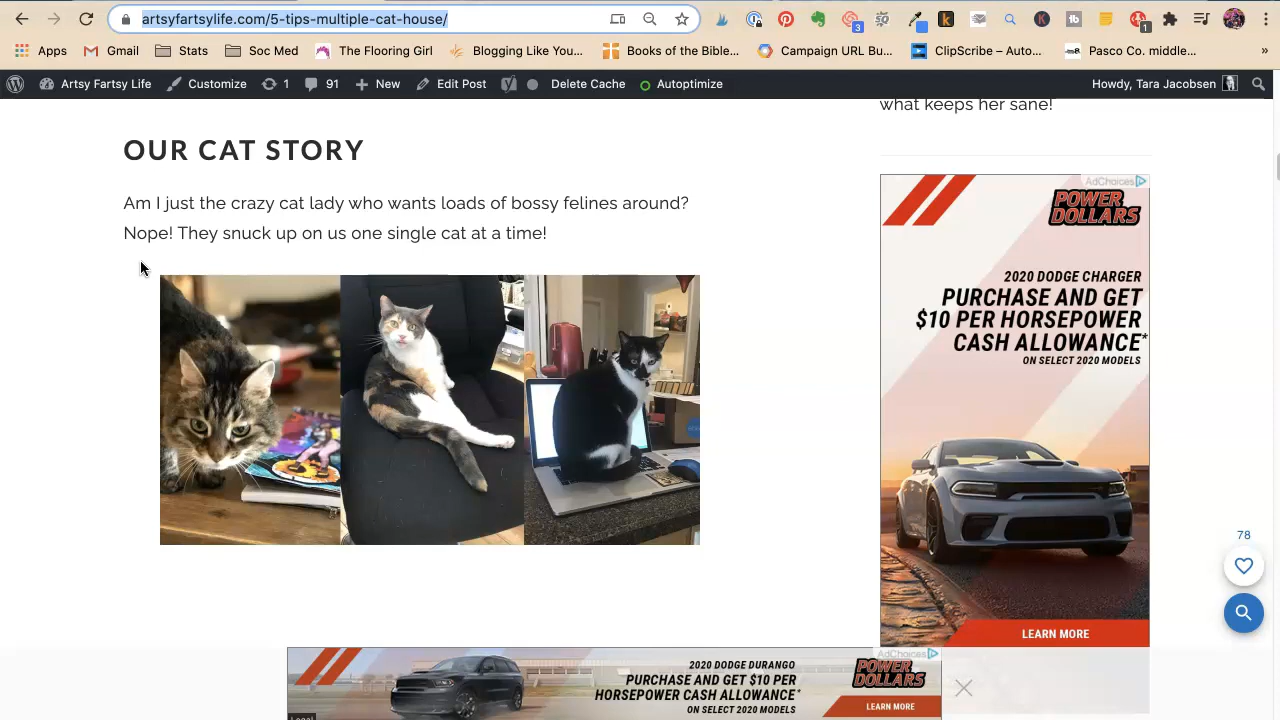 artsyfartsylife.com/5-tips-multiple-cat-house/
3
1
Apps
Gmail
Stats
Soc Med
The Flooring Girl
Blogging Like You...
Books of the Bible...
Campaign URL Bu...
ClipScribe – Auto...
Pasco Co. middle...
»
Artsy Fartsy Life
Customize
1
91
New
Edit Post
Delete Cache
Autoptimize
Howdy, Tara Jacobsen
what keeps her sane!
OUR CAT STORY
Am I just the crazy cat lady who wants loads of bossy felines around?
Nope! They snuck up on us one single cat at a time!
AdChoices
POWER
DOLLARS
2020 DODGE CHARGER
PURCHASE AND GET
$10 PER HORSEPOWER
CASH ALLOWANCE*
ON SELECT 2020 MODELS
LEARN MORE
78
AdChoices
2020 DODGE DURANGO
PURCHASE AND GET $10 PER
HORSEPOWER CASH ALLOWANCE*
ON SELECT 2020 MODELS
POWER
DOLLARS
LEARN MORE
Legal